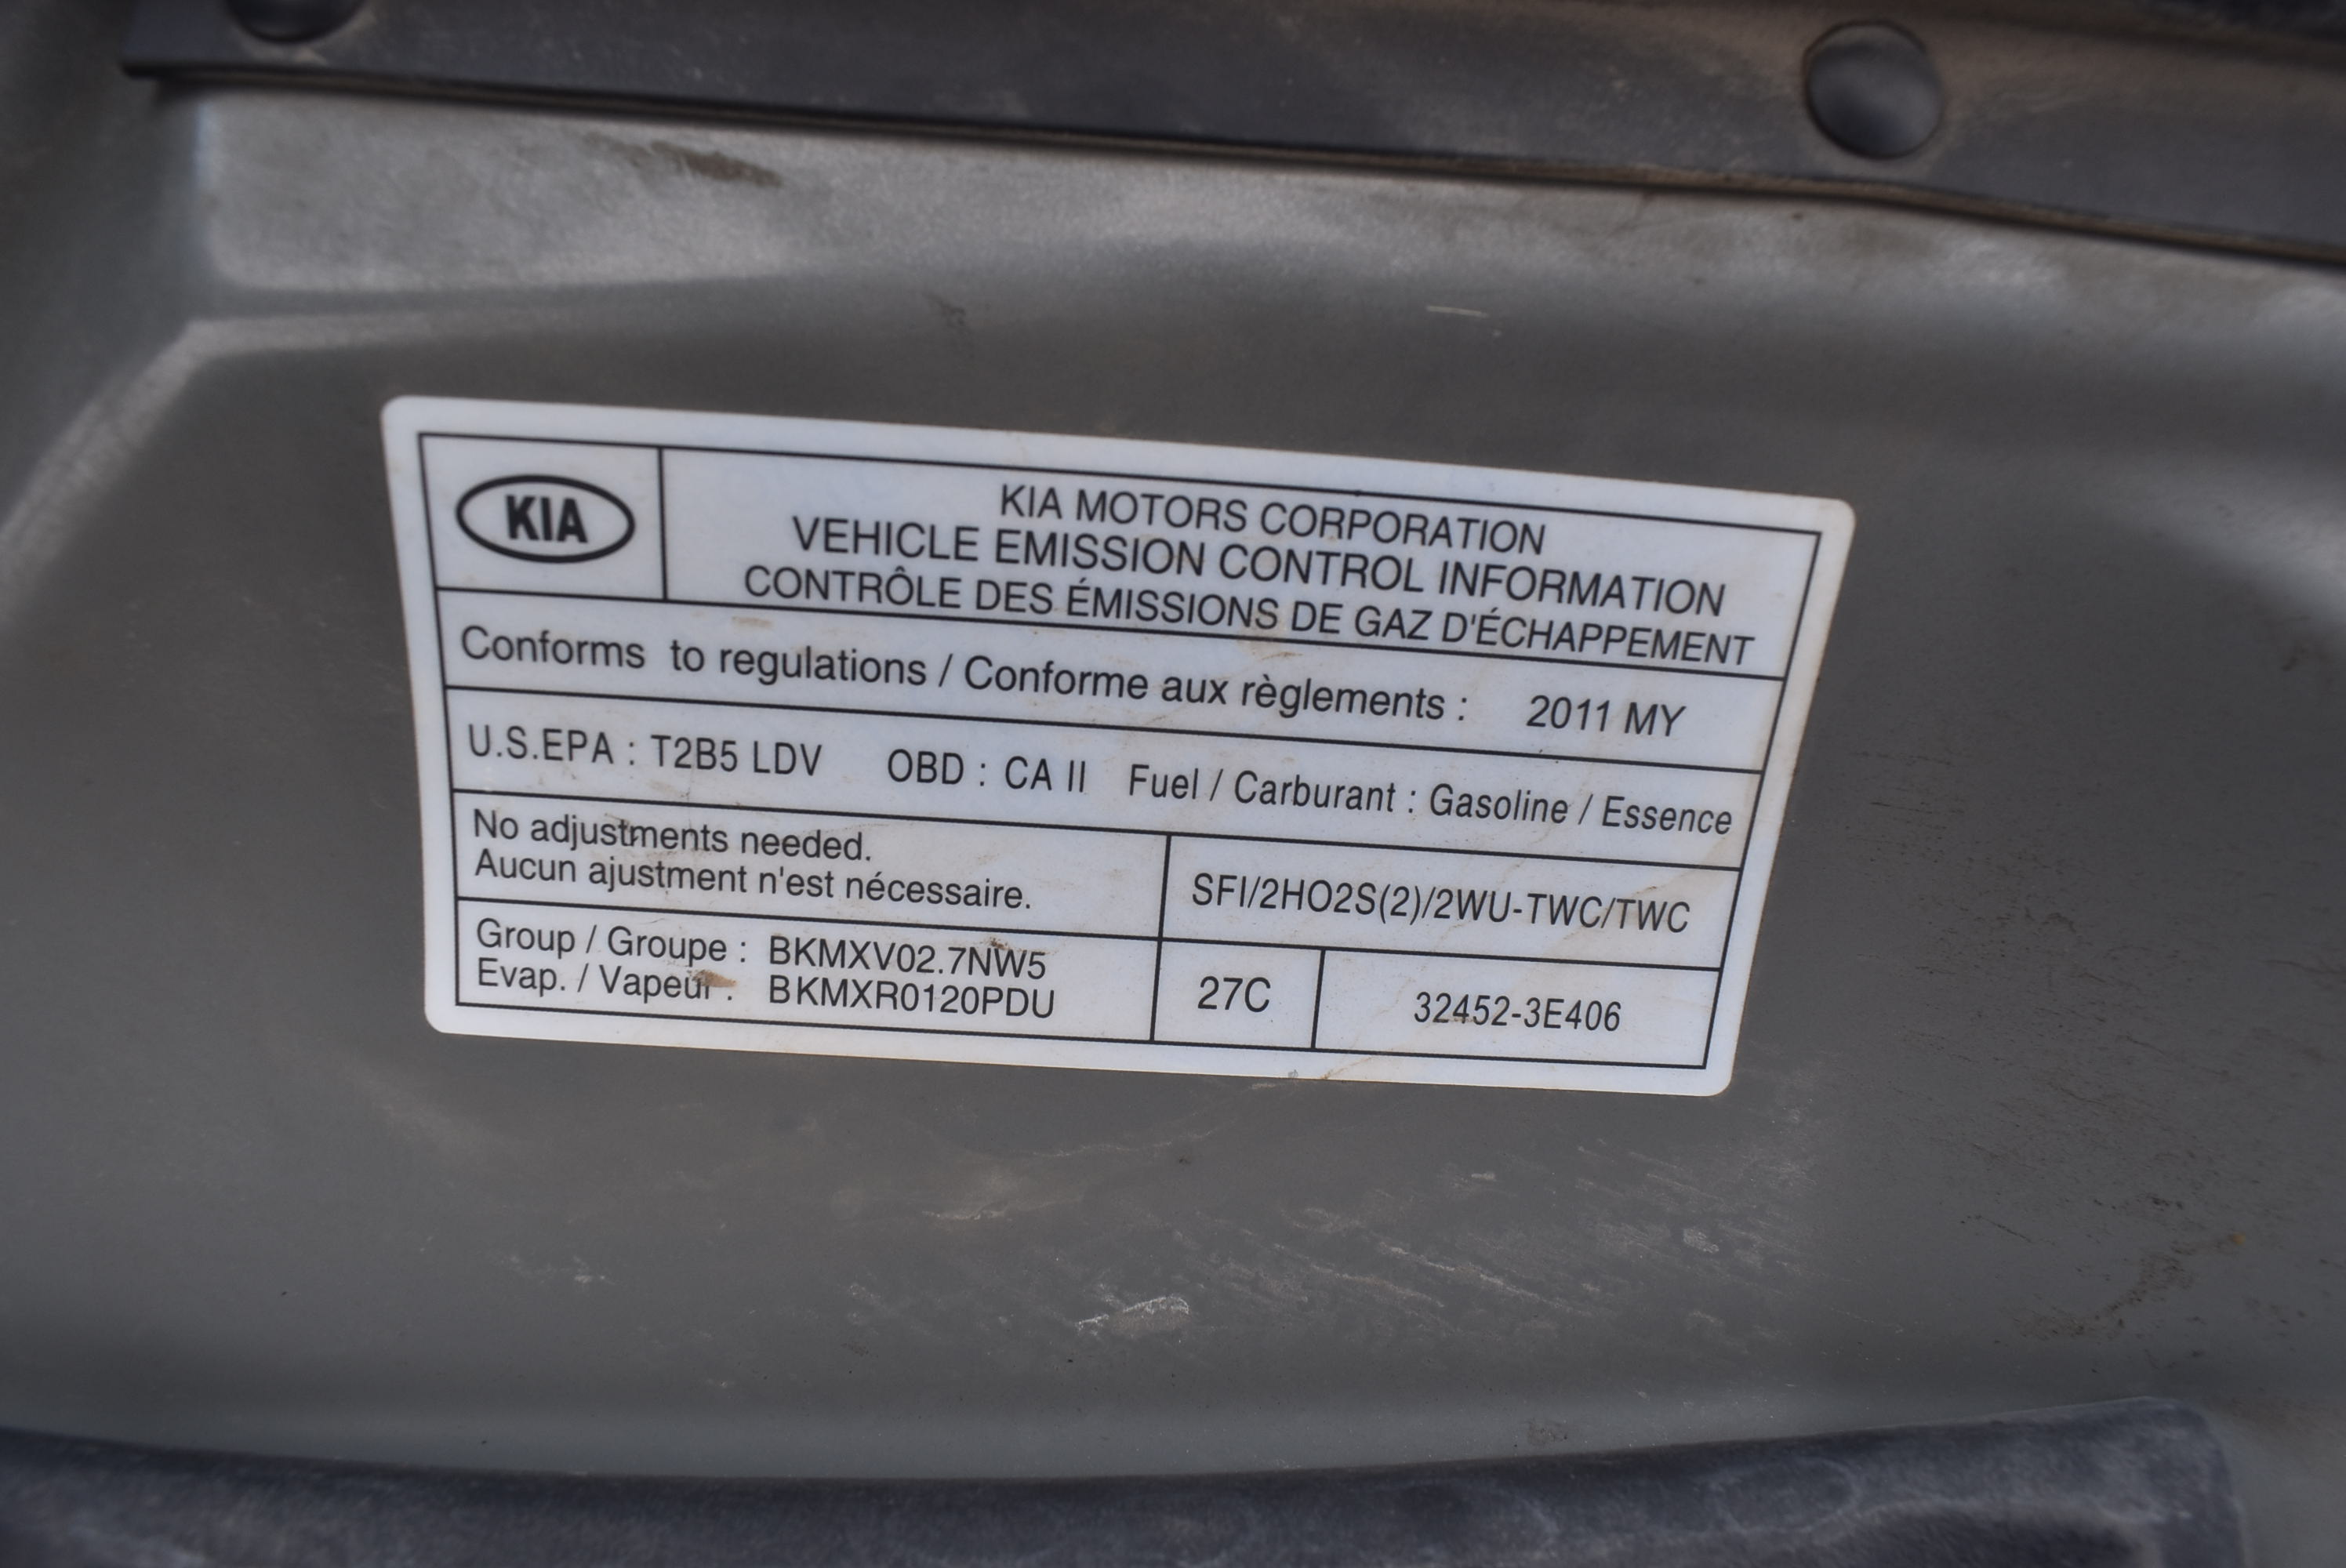 KIA
KIA MOTORS CORPORATION
VEHICLE EMISSION CONTROL INFORMATION
CONTRÔLE DES ÉMISSIONS DE GAZ D'ÉCHAPPEMENT
Conforms to regulations / Conforme aux règlements : 2011 MY
U.S.EPA : T2B5 LDV OBD : CA II Fuel / Carburant : Gasoline / Essence
No adjustments needed.
Aucun ajustment n'est nécessaire.
SFI/2HO2S(2)/2WU-TWC/TWC
Group / Groupe : BKMXV02.7NW5
Evap. / Vapeur : BKMXR0120PDU
27C
32452-3E406